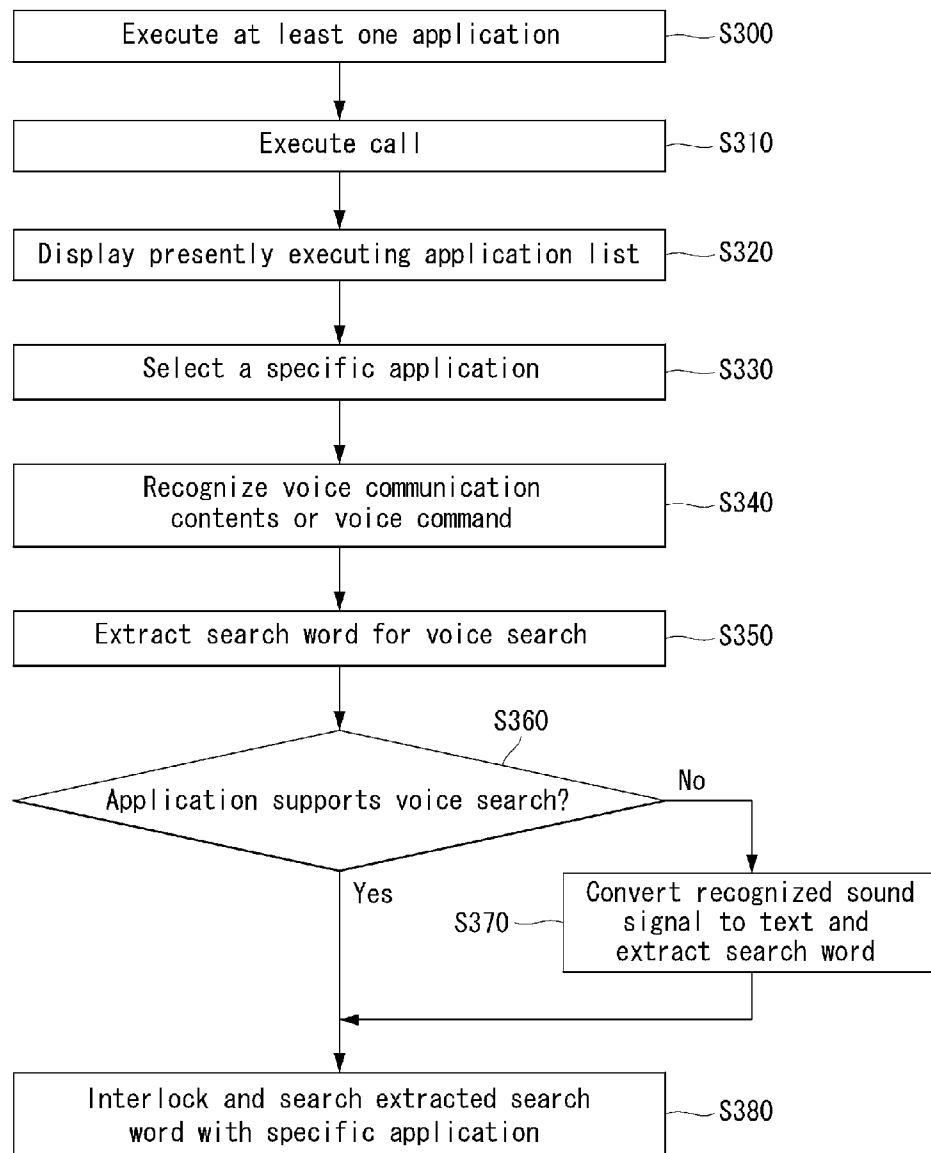 Execute at least one application
S300
Execute call
S310
Display presently executing application list
S320
Select a specific application
S330
Recognize voice communication
contents or voice command
S340
Extract search word for voice search
S350
S360
Application supports voice search?
No
Yes
S370
Convert recognized sound
signal to text and
extract search word
Interlock and search extracted search
word with specific application
S380